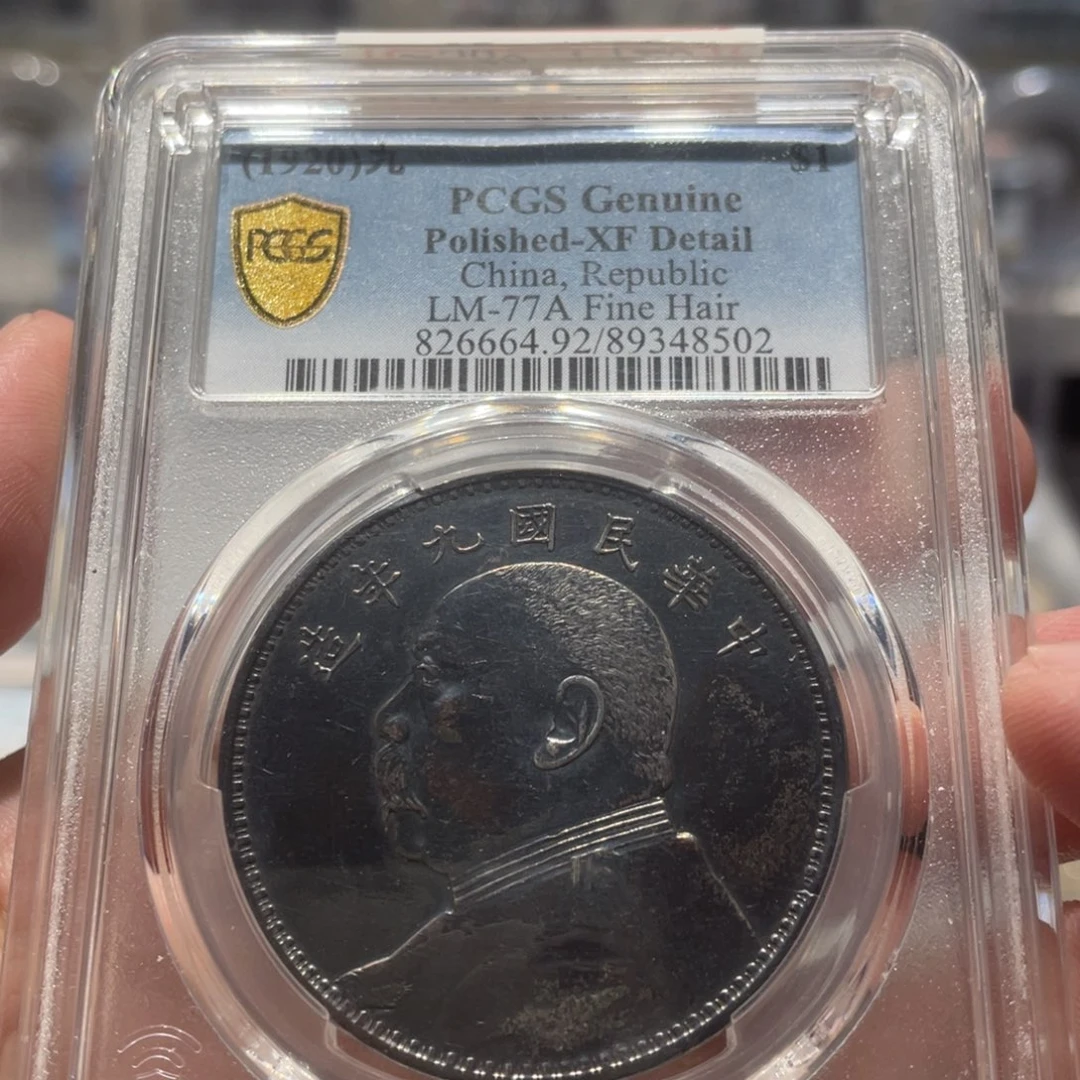 (1920)九 $1
PCGS Genuine
PCGS
Polished-XF Detail
China, Republic
LM-77A Fine Hair
826664.92/89348502
造年九國民華中